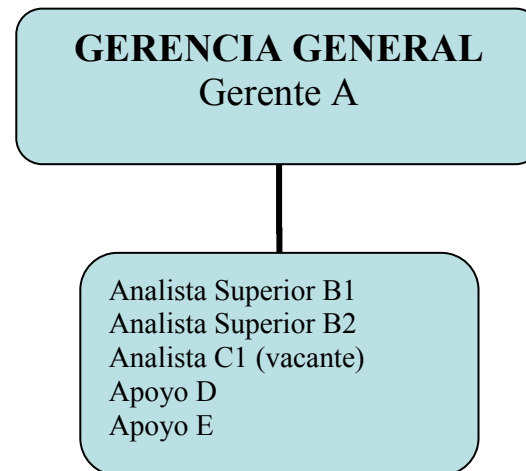 GERENCIA GENERAL
Gerente A
Analista Superior B1
Analista Superior B2
Analista C1 (vacante)
Apoyo D
Apoyo E